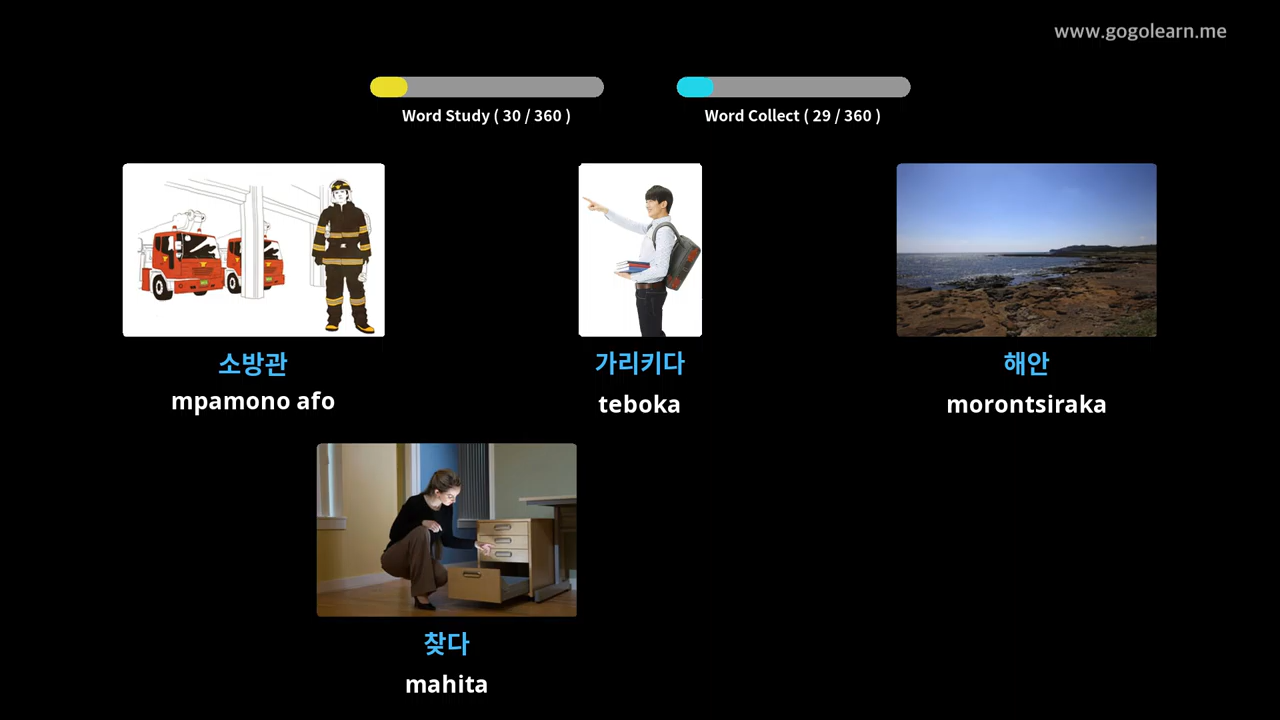 www.gogolearn.me
Word Study ( 30 / 360 )
Word Collect ( 29 / 360 )
소방관
mpamono afo
가리키다
teboka
해안
morontsiraka
찾다
mahita